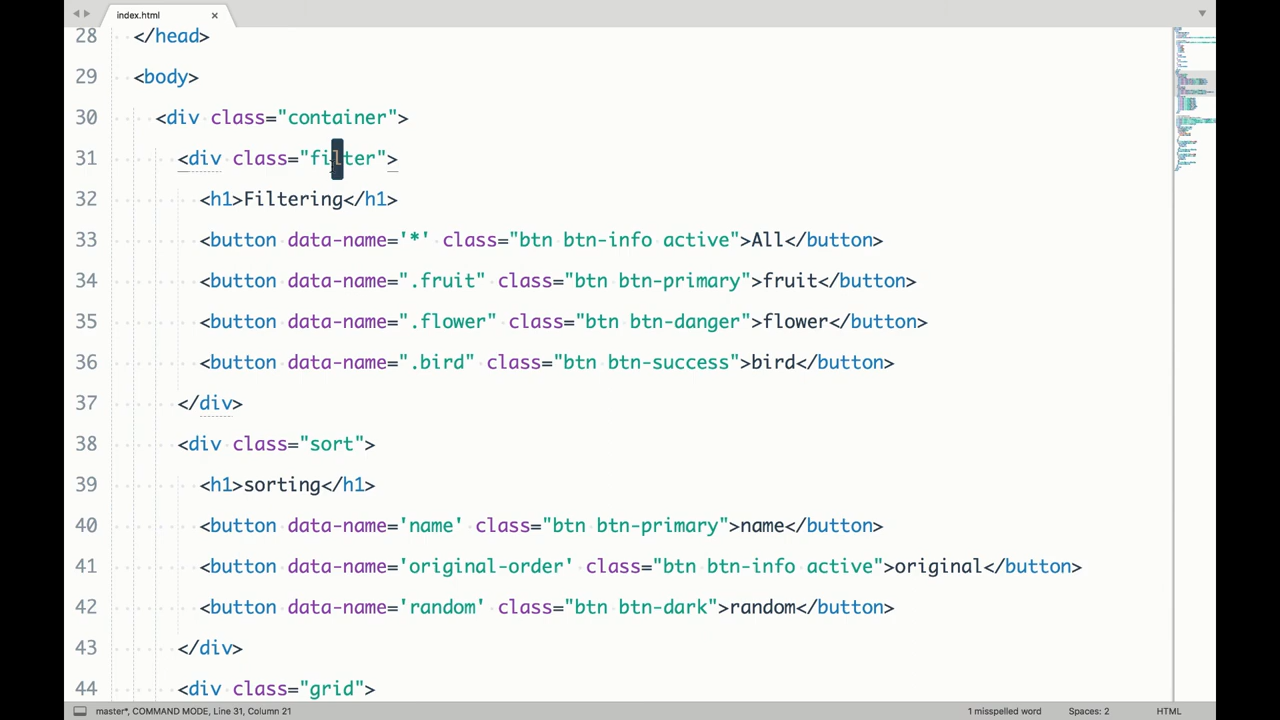 index.html
28 </head>
29 <body>
30 <div class="container">
31 <div class="filter">
32 <h1>Filtering</h1>
33 <button data-name='*' class="btn btn-info active">All</button>
34 <button data-name=".fruit" class="btn btn-primary">fruit</button>
35 <button data-name=".flower" class="btn btn-danger">flower</button>
36 <button data-name=".bird" class="btn btn-success">bird</button>
37 </div>
38 <div class="sort">
39 <h1>sorting</h1>
40 <button data-name='name' class="btn btn-primary">name</button>
41 <button data-name='original-order' class="btn btn-info active">original</button>
42 <button data-name='random' class="btn btn-dark">random</button>
43 </div>
44 <div class="grid">
master*, COMMAND MODE, Line 31, Column 21 1 misspelled word Spaces: 2 HTML